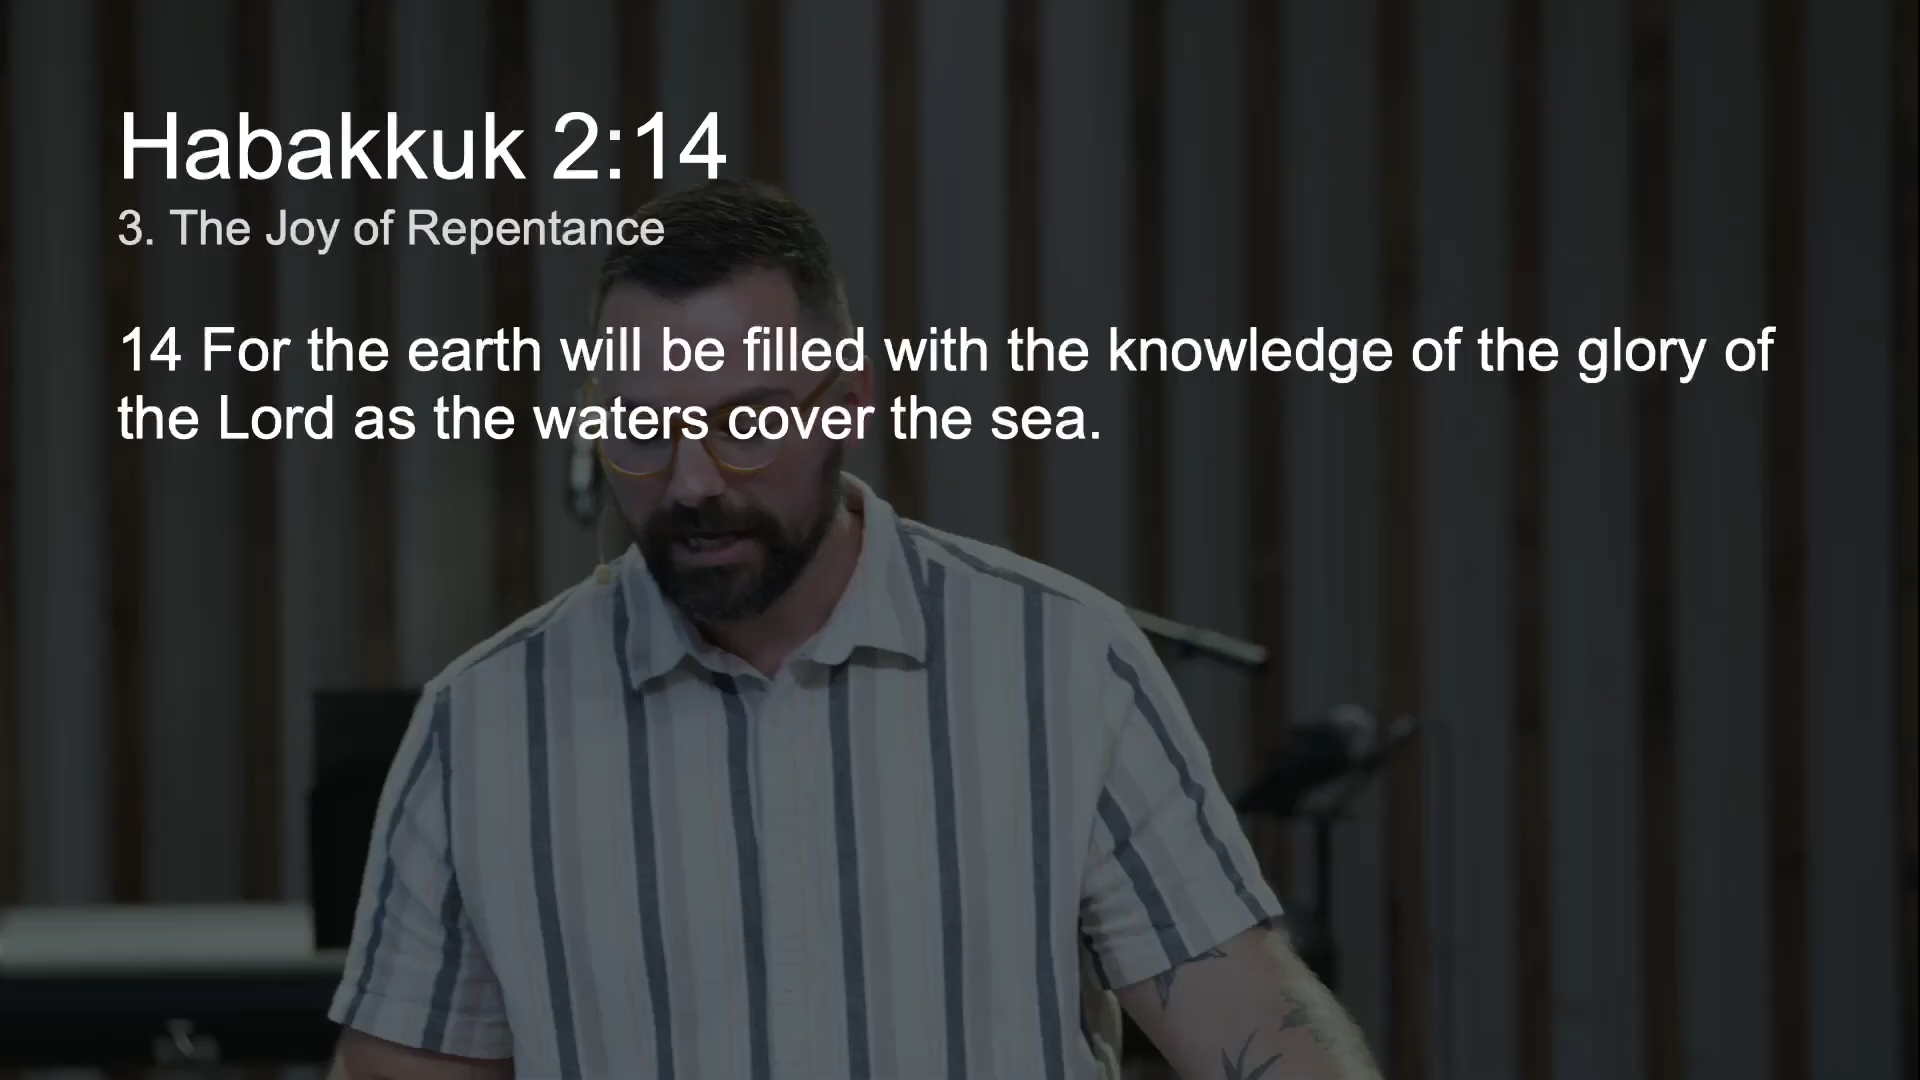 Habakkuk 2:14
3. The Joy of Repentance
14 For the earth will be filled with the knowledge of the glory of
the Lord as the waters cover the sea.